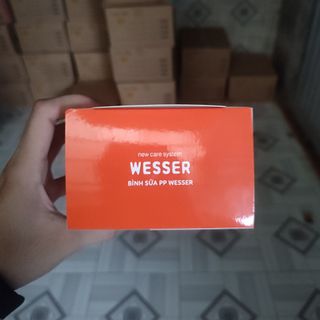 new care system
WESSER
BÌNH SỮA PP WESSER